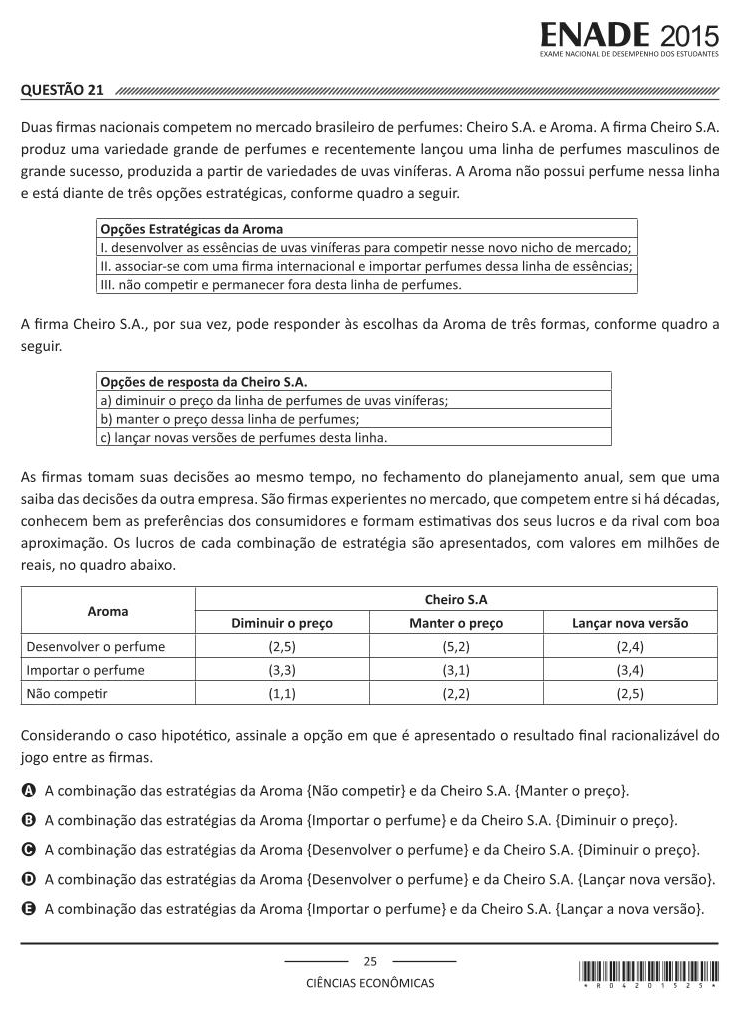 ENADE 2015
EXAME NACIONAL DE DESEMPENHO DOS ESTUDANTES
QUESTÃO 21
Duas firmas nacionais competem no mercado brasileiro de perfumes: Cheiro S.A. e Aroma. A firma Cheiro S.A.
produz uma variedade grande de perfumes e recentemente lançou uma linha de perfumes masculinos de
grande sucesso, produzida a partir de variedades de uvas viníferas. A Aroma não possui perfume nessa linha
e está diante de três opções estratégicas, conforme quadro a seguir.
Opções Estratégicas da Aroma
I. desenvolver as essências de uvas viníferas para competir nesse novo nicho de mercado;
II. associar-se com uma firma internacional e importar perfumes dessa linha de essências;
III. não competir e permanecer fora desta linha de perfumes.
A firma Cheiro S.A., por sua vez, pode responder às escolhas da Aroma de três formas, conforme quadro a
seguir.
Opções de resposta da Cheiro S.A.
a) diminuir o preço da linha de perfumes de uvas viníferas;
b) manter o preço dessa linha de perfumes;
c) lançar novas versões de perfumes desta linha.
As firmas tomam suas decisões ao mesmo tempo, no fechamento do planejamento anual, sem que uma
saiba das decisões da outra empresa. São firmas experientes no mercado, que competem entre si há décadas,
conhecem bem as preferências dos consumidores e formam estimativas dos seus lucros e da rival com boa
aproximação. Os lucros de cada combinação de estratégia são apresentados, com valores em milhões de
reais, no quadro abaixo.
Aroma Cheiro S.A
Diminuir o preço Manter o preço Lançar nova versão
Desenvolver o perfume (2,5) (5,2) (2,4)
Importar o perfume (3,3) (3,1) (3,4)
Não competir (1,1) (2,2) (2,5)
Considerando o caso hipotético, assinale a opção em que é apresentado o resultado final racionalizável do
jogo entre as firmas.
A A combinação das estratégias da Aroma {Não competir} e da Cheiro S.A. {Manter o preço}.
B A combinação das estratégias da Aroma {Importar o perfume} e da Cheiro S.A. {Diminuir o preço}.
C A combinação das estratégias da Aroma {Desenvolver o perfume} e da Cheiro S.A. {Diminuir o preço}.
D A combinação das estratégias da Aroma {Desenvolver o perfume} e da Cheiro S.A. {Lançar nova versão}.
E A combinação das estratégias da Aroma {Importar o perfume} e da Cheiro S.A. {Lançar a nova versão}.
25
CIÊNCIAS ECONÔMICAS
* R 0 4 2 0 1 5 2 5 *